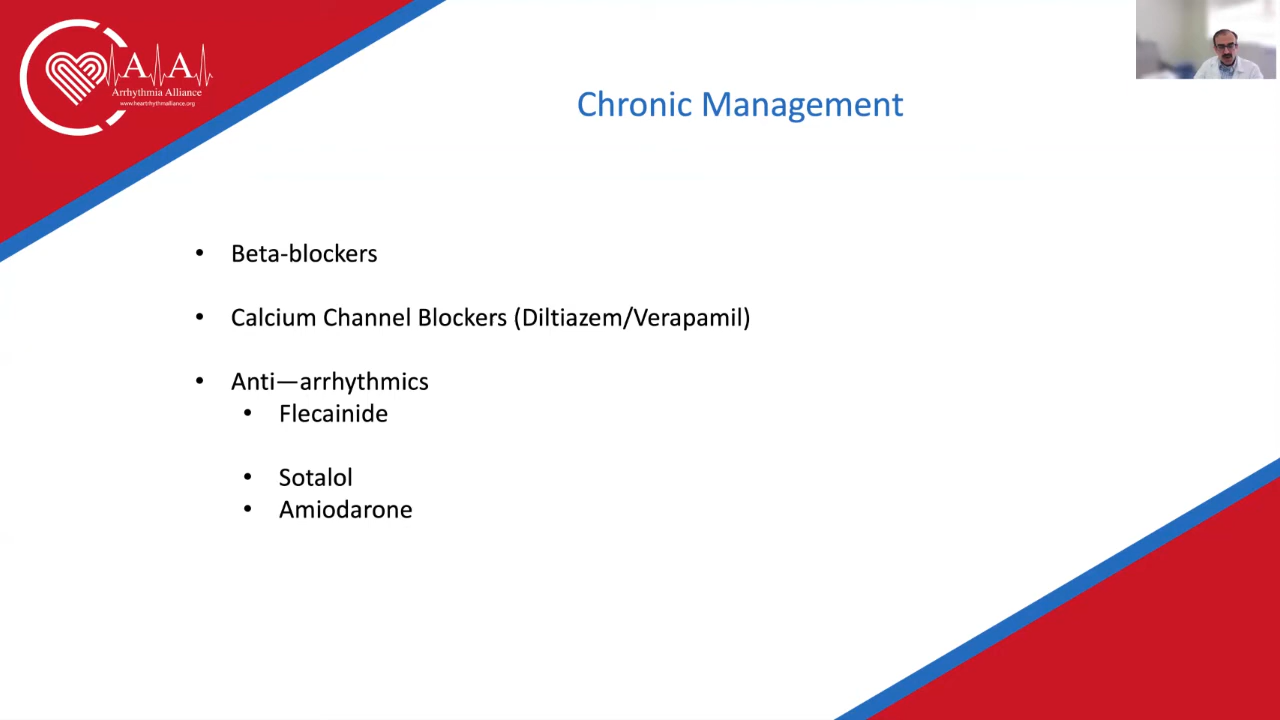 A A
Arrhythmia Alliance
www.heartrhythmalliance.org
Chronic Management
• Beta-blockers
• Calcium Channel Blockers (Diltiazem/Verapamil)
• Anti—arrhythmics
• Flecainide
• Sotalol
• Amiodarone